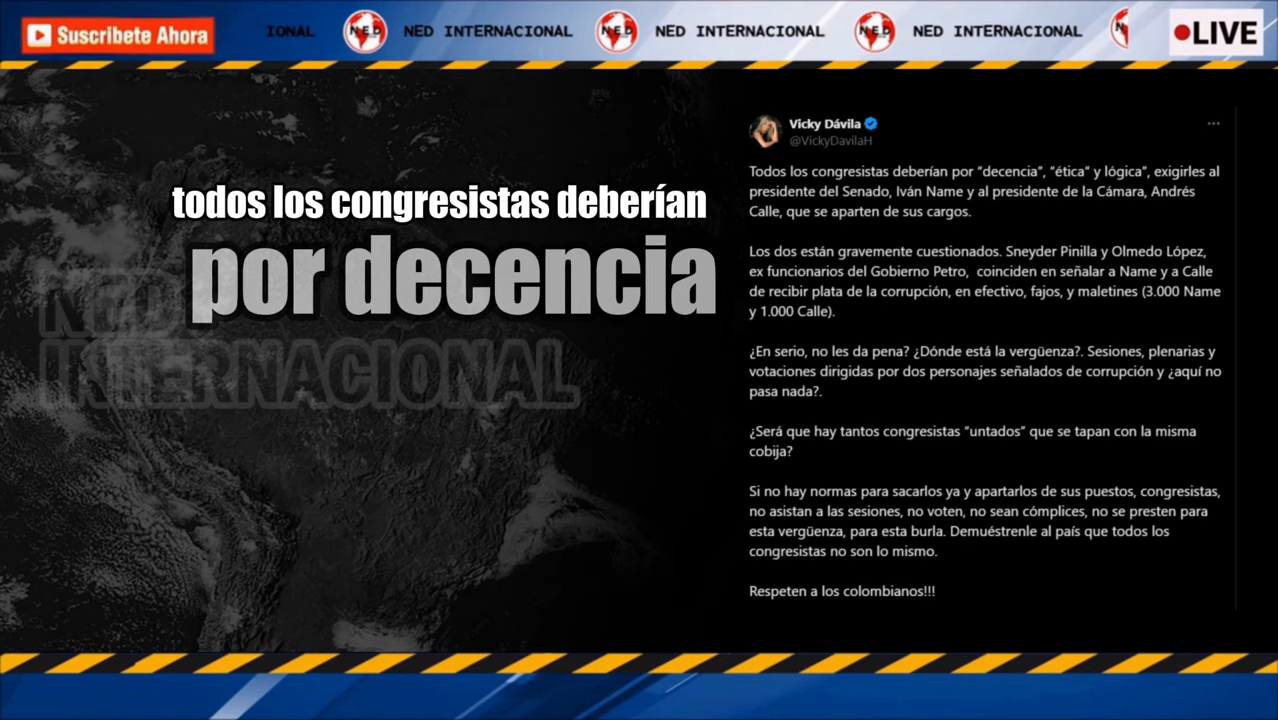 Suscribete Ahora
IONAL
NED
NED INTERNACIONAL
NED
NED INTERNACIONAL
NED
NED INTERNACIONAL
LIVE
todos los congresistas deberían
por decencia
NED
INTERNACIONAL
Vicky Dávila
@VickyDavilaH
Todos los congresistas deberían por "decencia", "ética" y lógica", exigirles al
presidente del Senado, Iván Name y al presidente de la Cámara, Andrés
Calle, que se aparten de sus cargos.
Los dos están gravemente cuestionados. Sneyder Pinilla y Olmedo López,
ex funcionarios del Gobierno Petro, coinciden en señalar a Name y a Calle
de recibir plata de la corrupción, en efectivo, fajos, y maletines (3.000 Name
y 1.000 Calle).
¿En serio, no les da pena? ¿Dónde está la vergüenza?. Sesiones, plenarias y
votaciones dirigidas por dos personajes señalados de corrupción y ¿aquí no
pasa nada?.
¿Será que hay tantos congresistas "untados" que se tapan con la misma
cobija?
Si no hay normas para sacarlos ya y apartarlos de sus puestos, congresistas,
no asistan a las sesiones, no voten, no sean cómplices, no se presten para
esta vergüenza, para esta burla. Demuéstrenle al país que todos los
congresistas no son lo mismo.
Respeten a los colombianos!!!